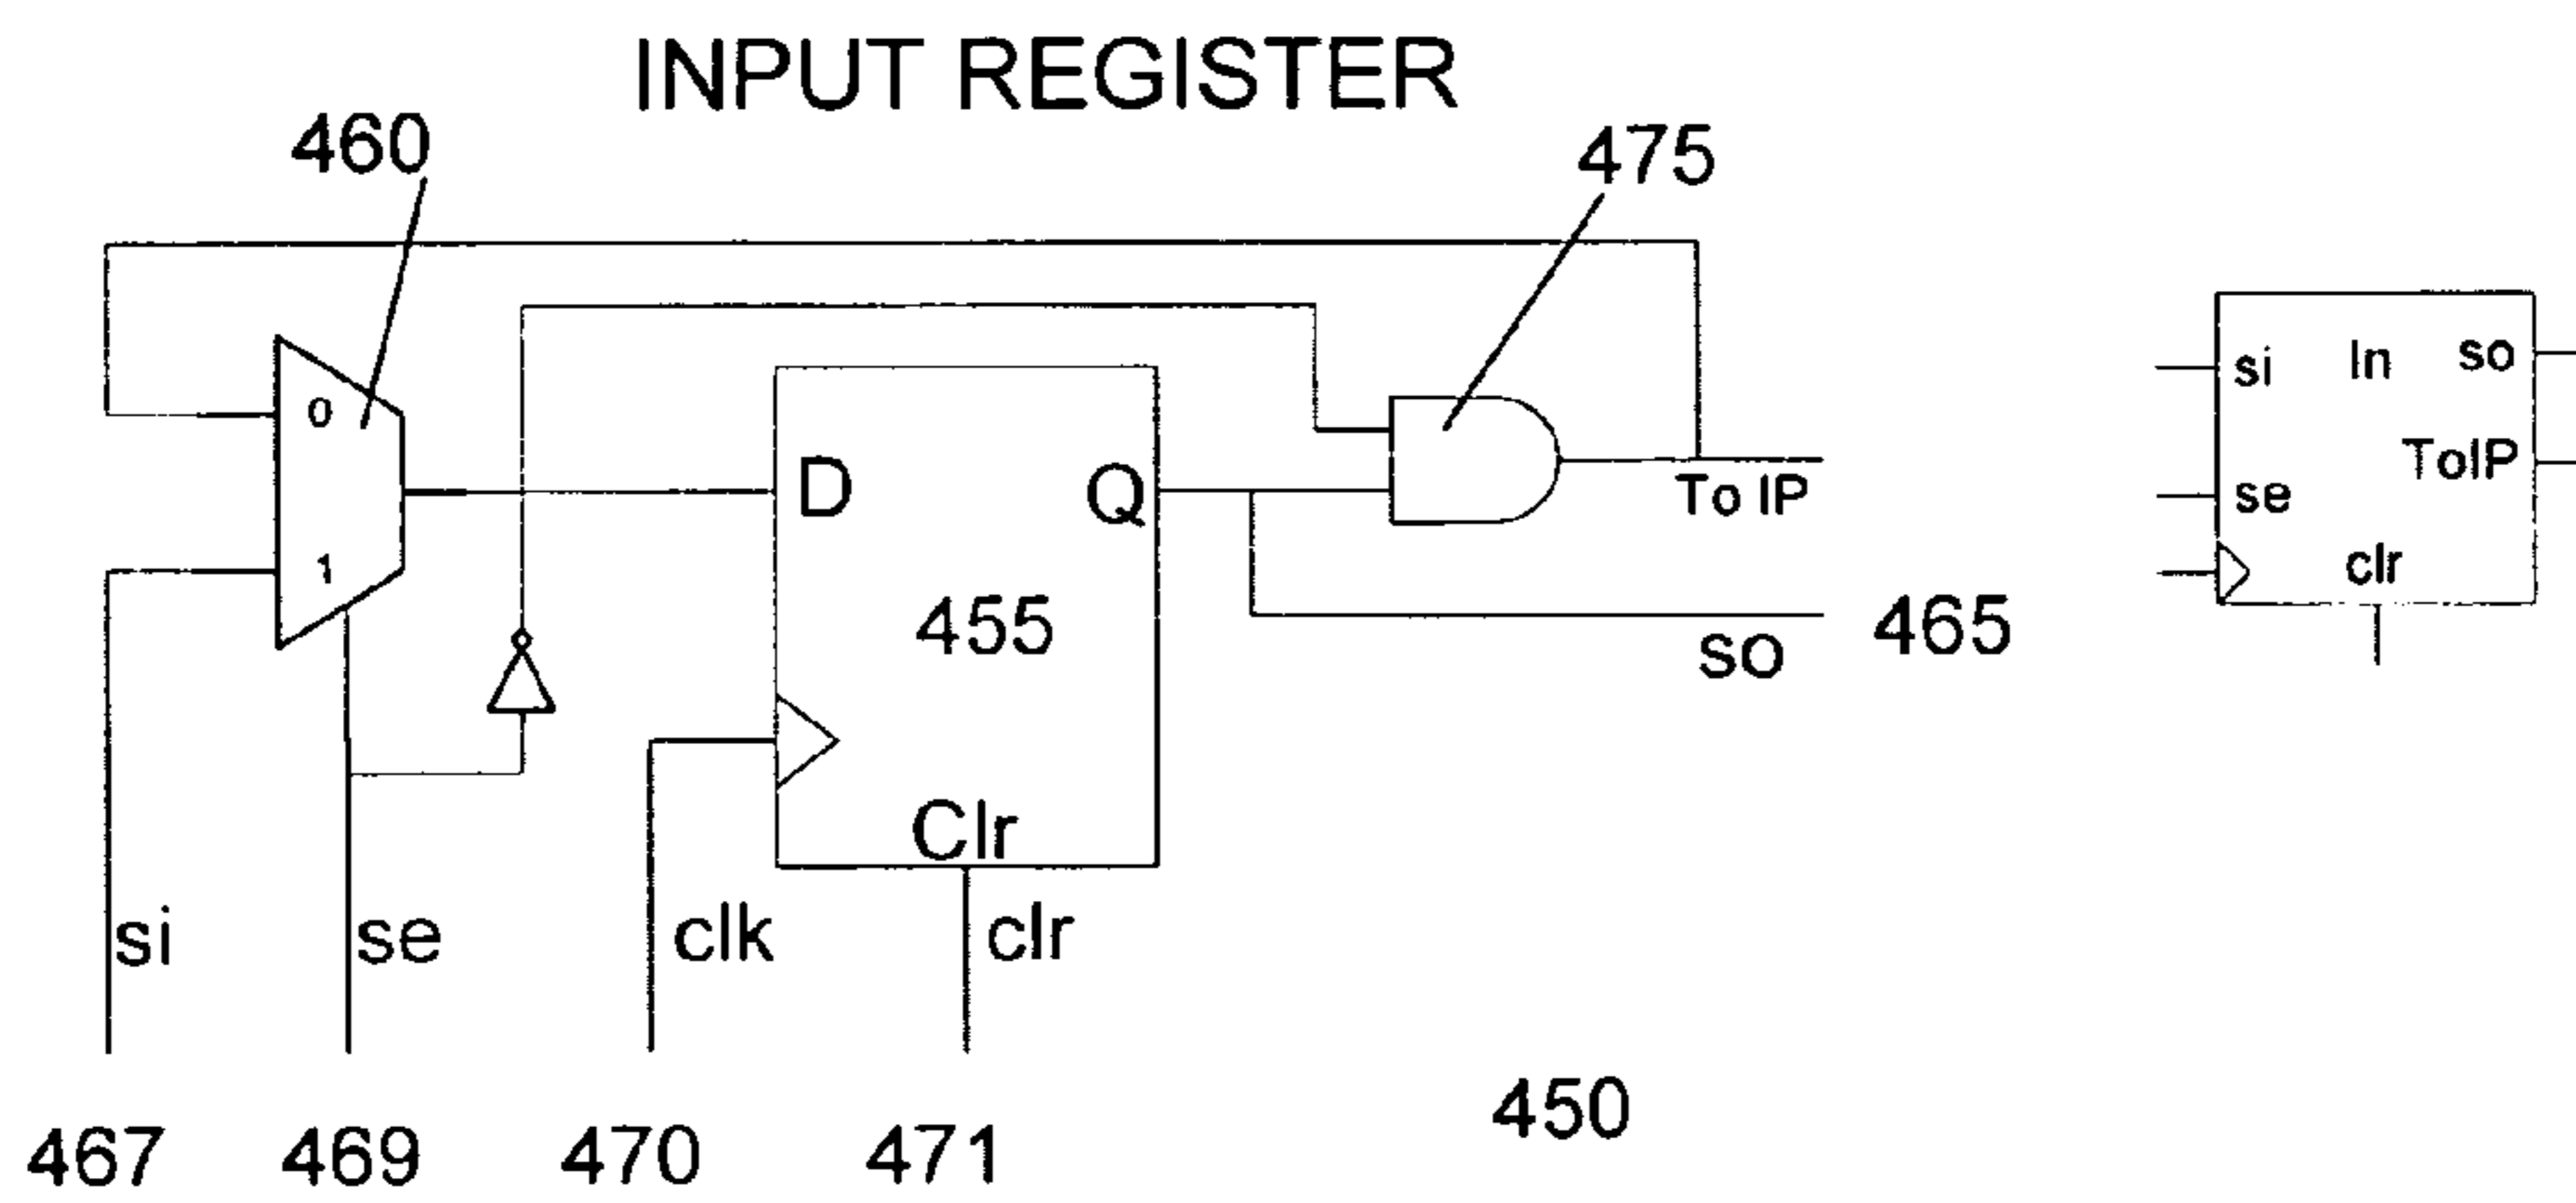 INPUT REGISTER
460
475
0
1
D
Q
455
Clr
To IP
so
465
si
se
clk
clr
467
469
470
471
450
si
In
so
ToIP
se
clr